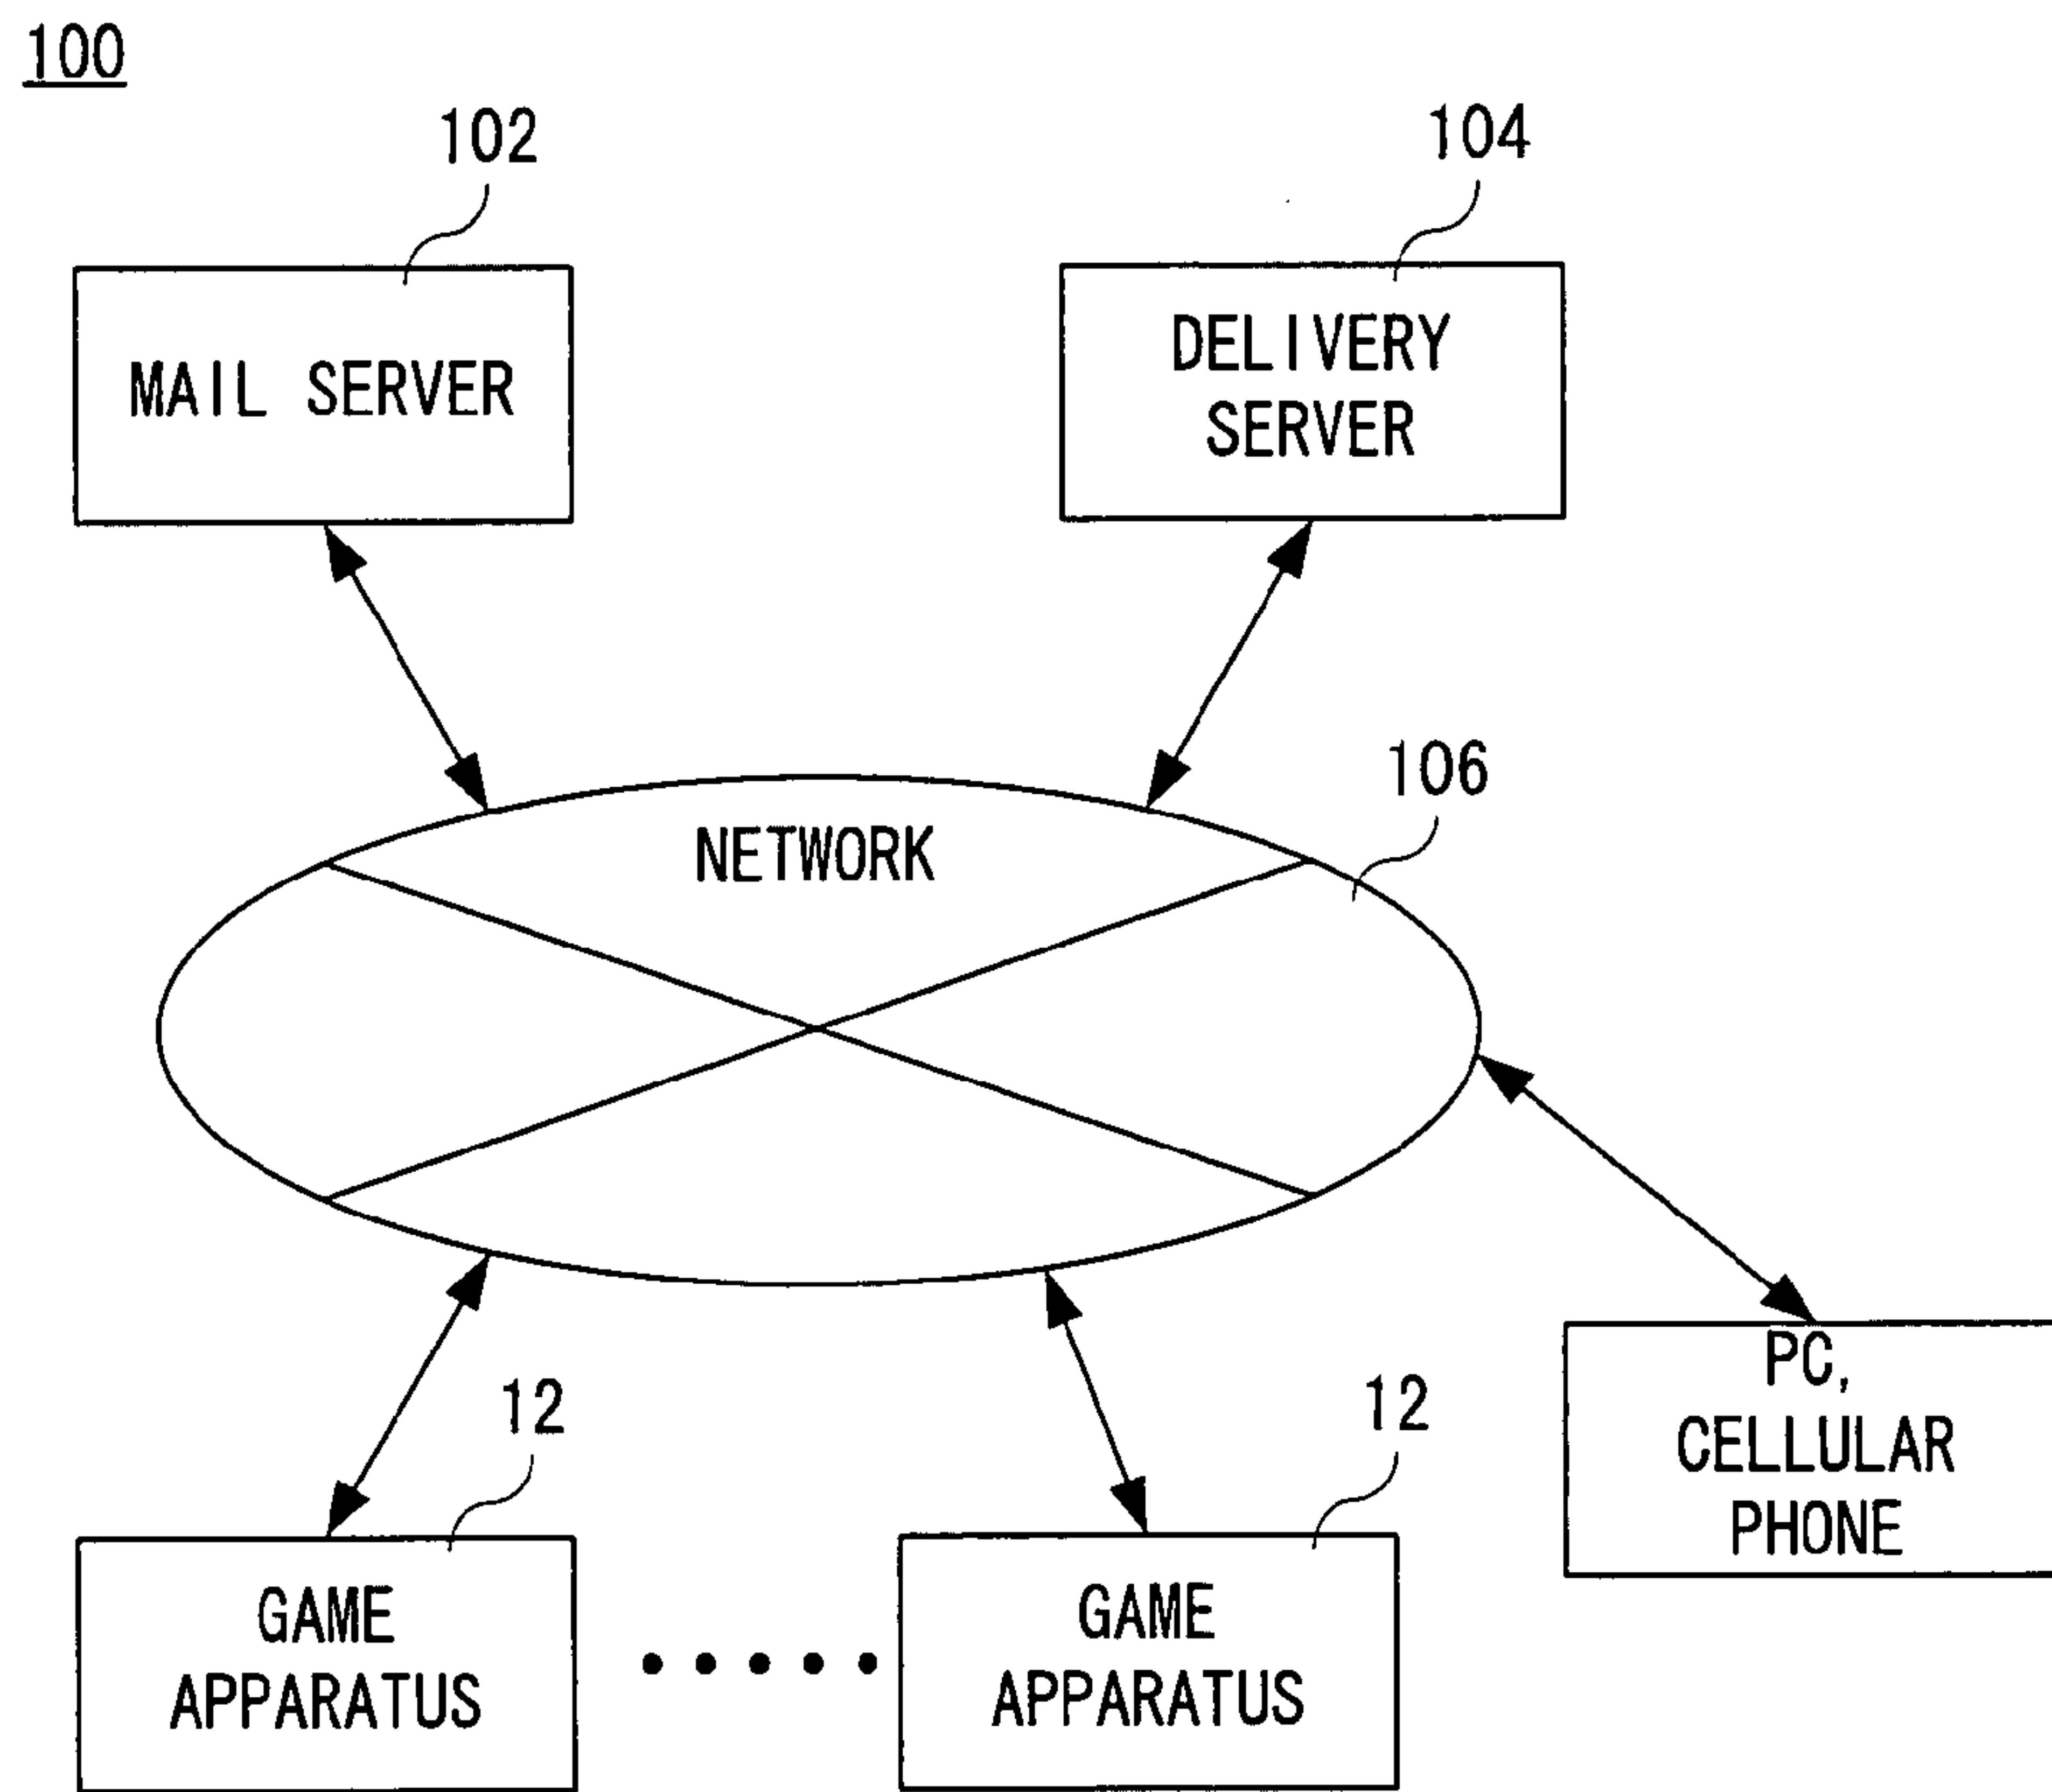 100
102
104
MAIL SERVER
DELIVERY
SERVER
106
NETWORK
12
12
PC,
CELLULAR
PHONE
GAME
APPARATUS
GAME
APPARATUS